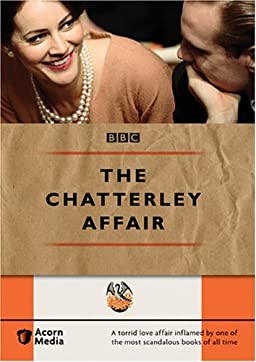 BBC
THE
CHATTERLEY
AFFAIR
Acorn
Media
A torrid love affair inflamed by one of
the most scandalous books of all time